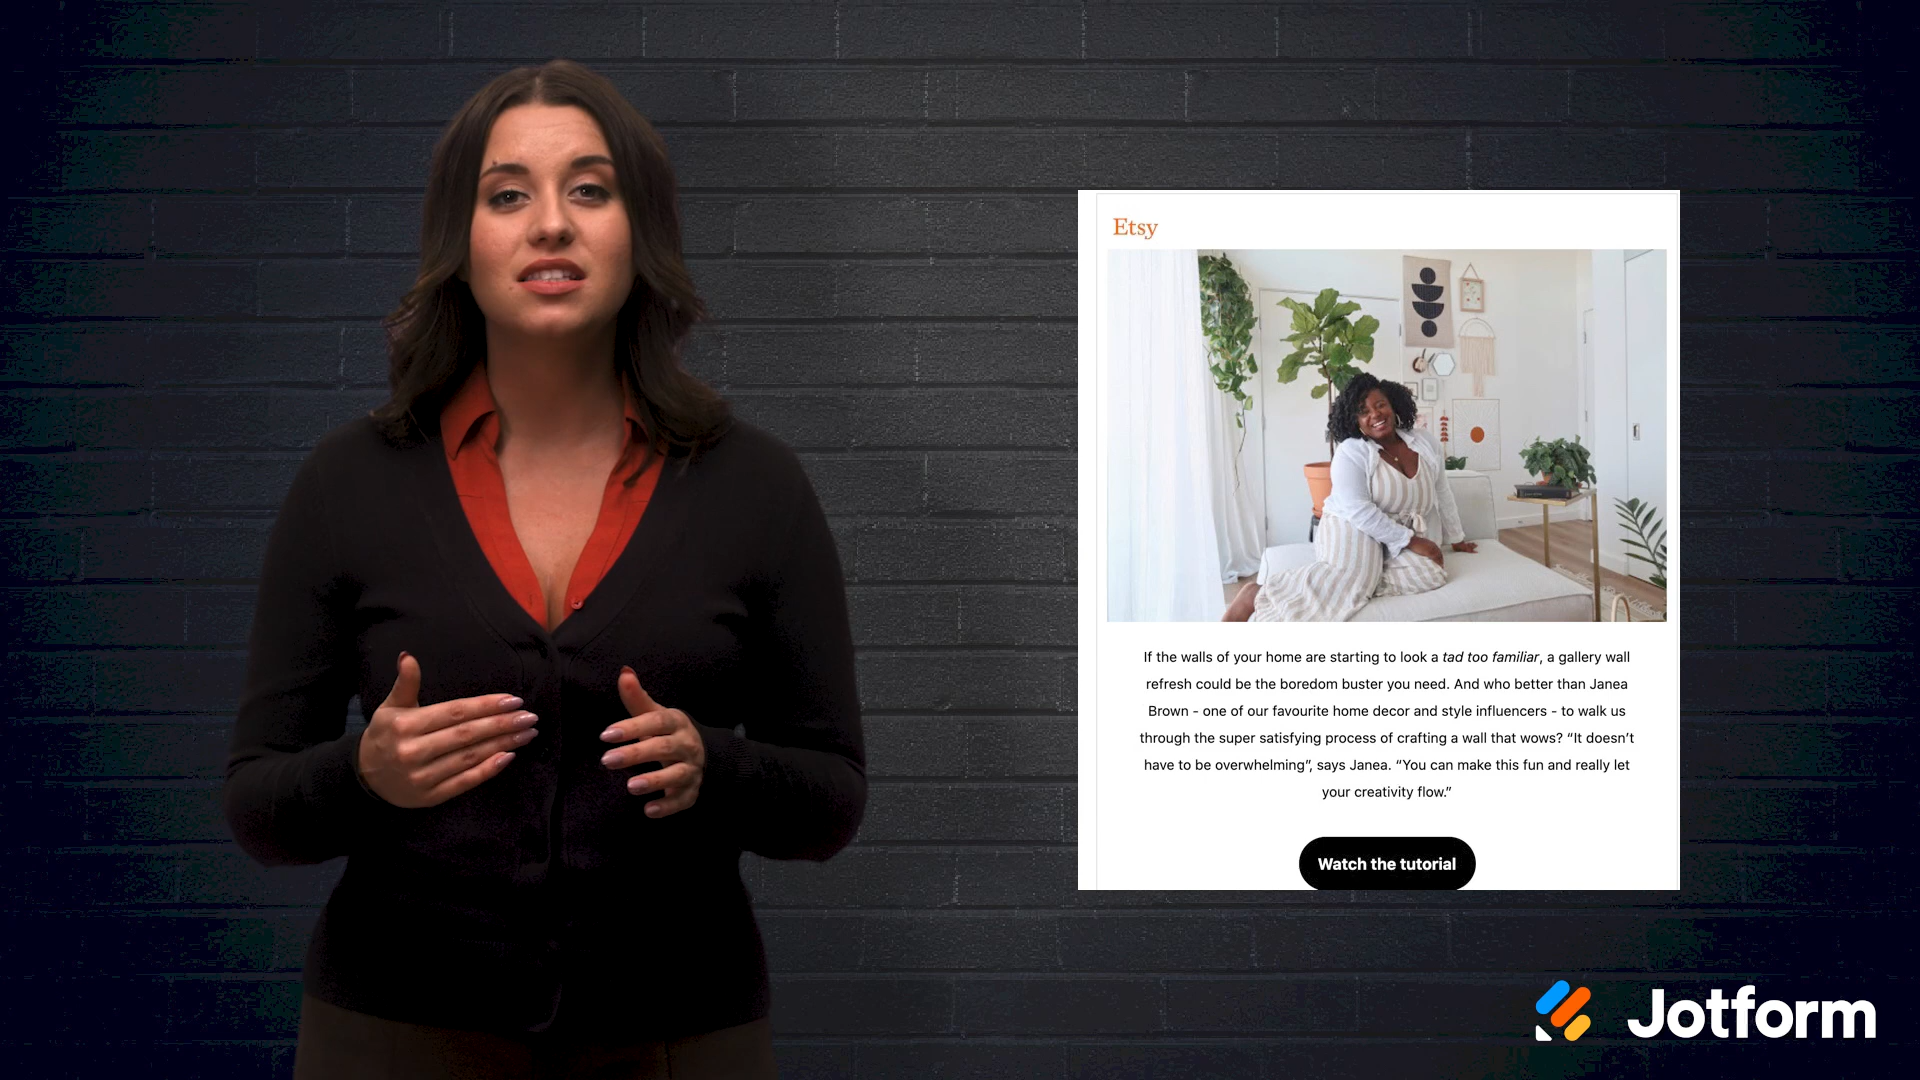 Etsy
If the walls of your home are starting to look a tad too familiar, a gallery wall
refresh could be the boredom buster you need. And who better than Janea
Brown - one of our favourite home decor and style influencers - to walk us
through the super satisfying process of crafting a wall that wows? “It doesn’t
have to be overwhelming”, says Janea. “You can make this fun and really let
your creativity flow.”
Watch the tutorial
Jotform